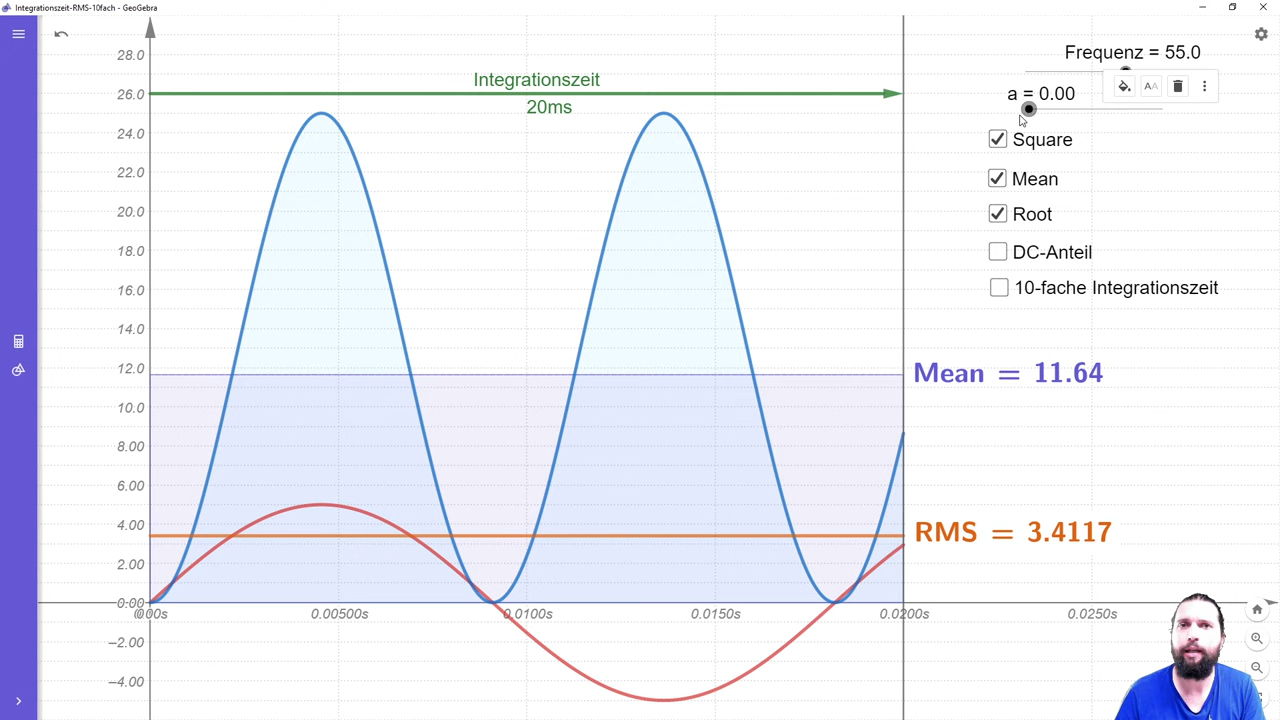 Integrationszeit-RMS-10fach - GeoGebra
Frequenz = 55.0
a = 0.00
AA
Square
Mean
Root
DC-Anteil
10-fache Integrationszeit
Integrationszeit
20ms
28.0
26.0
24.0
22.0
20.0
18.0
16.0
14.0
12.0
10.0
8.00
6.00
4.00
2.00
0.00
−2.00
−4.00
Mean = 11.64
RMS = 3.4117
0.00s
0.00500s
0.0100s
0.0150s
0.0200s
0.0250s